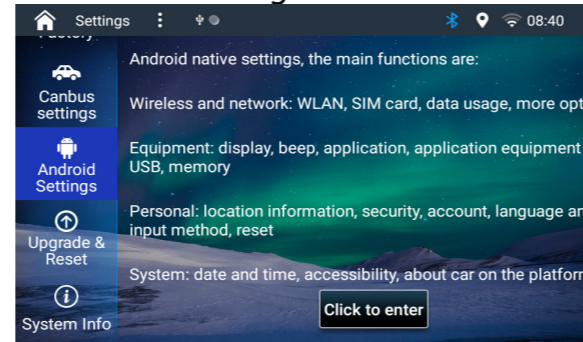 Settings
08:40
Factory
Canbus
settings
Android
Settings
Upgrade &
Reset
System Info
Android native settings, the main functions are:
Wireless and network: WLAN, SIM card, data usage, more opt
Equipment: display, beep, application, application equipment
USB, memory
Personal: location information, security, account, language an
input method, reset
System: date and time, accessibility, about car on the platform
Click to enter